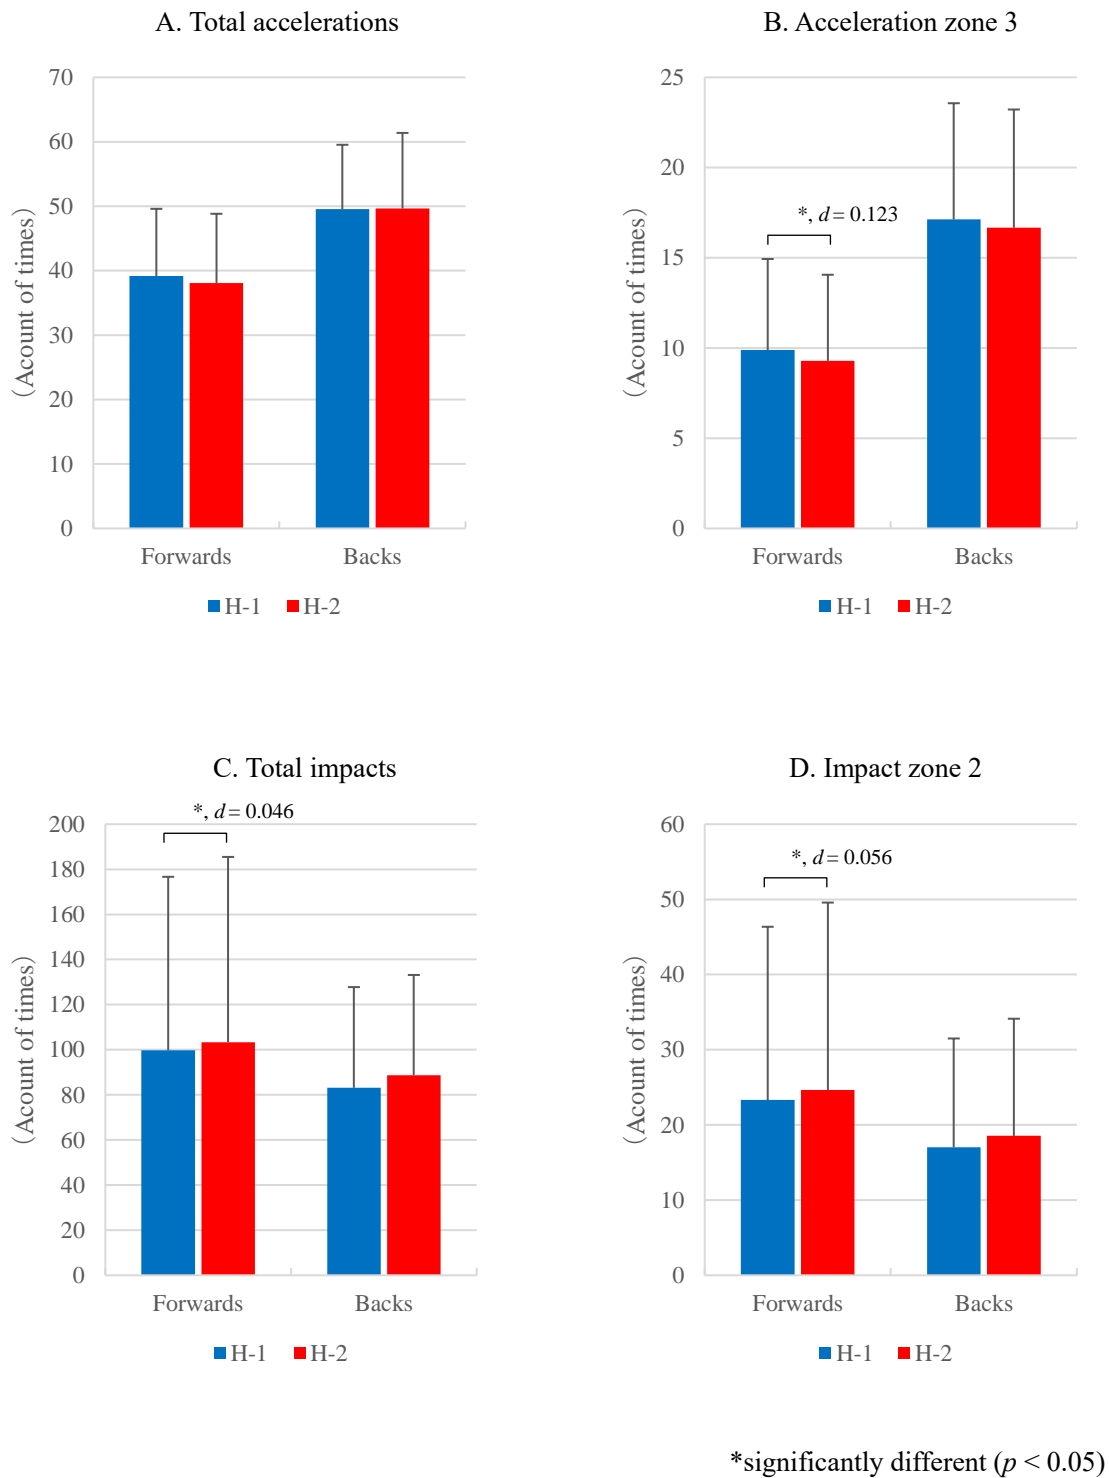 A. Total accelerations
(Acount of times)
70
60
50
40
30
20
10
0
Forwards Backs
H-1 H-2
B. Acceleration zone 3
(Acount of times)
25
20
15
10
5
0
*, d = 0.123
Forwards Backs
H-1 H-2
C. Total impacts
(Acount of times)
*, d = 0.046
200
180
160
140
120
100
80
60
40
20
0
Forwards Backs
H-1 H-2
D. Impact zone 2
(Acount of times)
60
50
40
30
20
10
0
*, d = 0.056
Forwards Backs
H-1 H-2
*significantly different (p < 0.05)